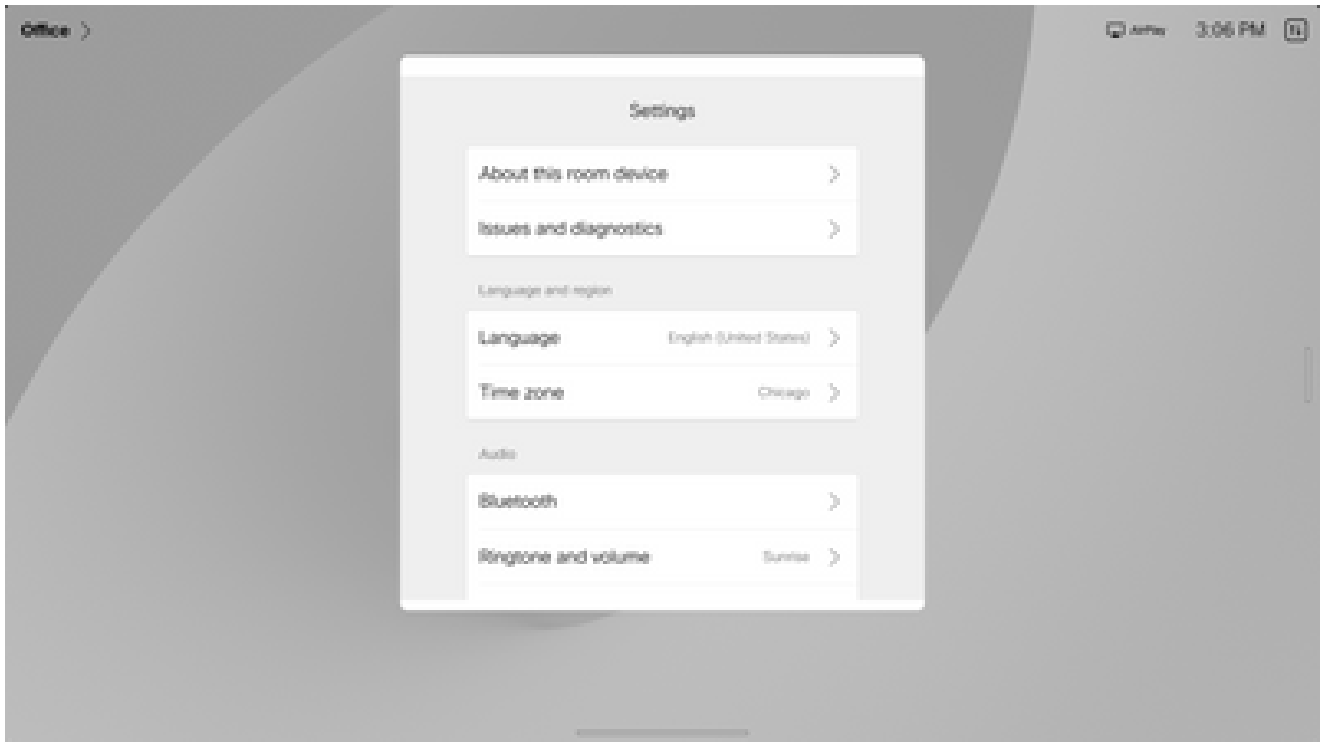 Office
AirPlay 3:06 PM
Settings
About this room device
Issues and diagnostics
Language and region
Language English (United States)
Time zone Chicago
Audio
Bluetooth
Ringtone and volume Sunrise